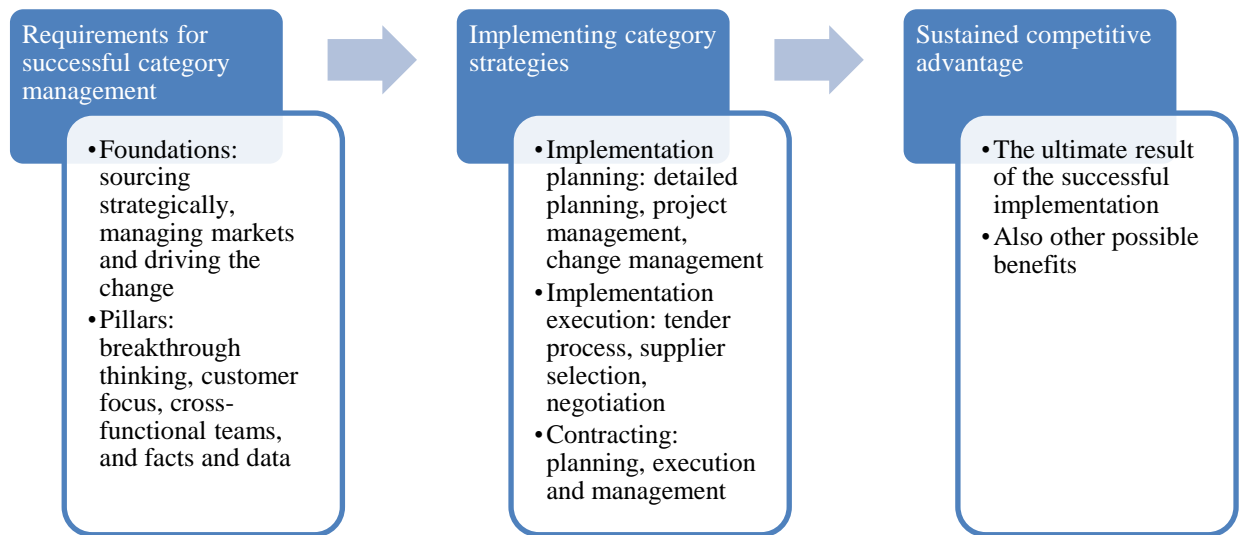 Requirements for
successful category
management
•Foundations:
sourcing
strategically,
managing markets
and driving the
change
•Pillars:
breakthrough
thinking, customer
focus, cross-
functional teams,
and facts and data
Implementing category
strategies
•Implementation
planning: detailed
planning, project
management,
change management
•Implementation
execution: tender
process, supplier
selection,
negotiation
•Contracting:
planning, execution
and management
Sustained competitive
advantage
•The ultimate result
of the successful
implementation
•Also other possible
benefits